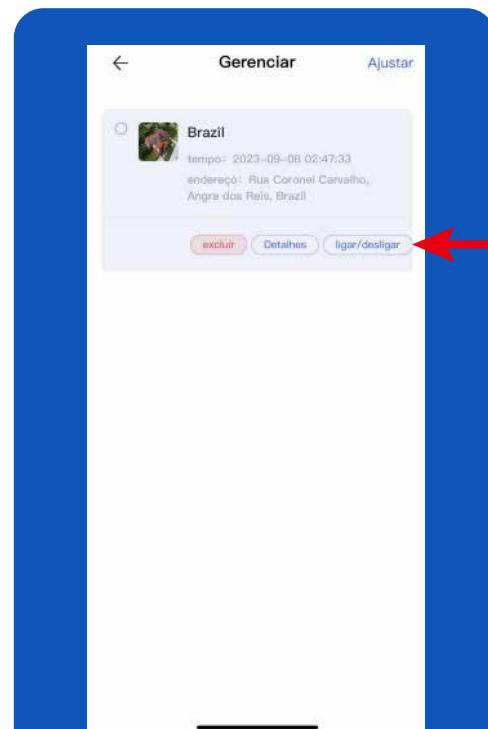 Gerenciar
Ajustar
Brazil
tempo: 2023-09-08 02:47:33
endereço: Rua Coronel Carvalho,
Angra dos Reis, Brazil
excluir
Detalhes
ligar/desligar